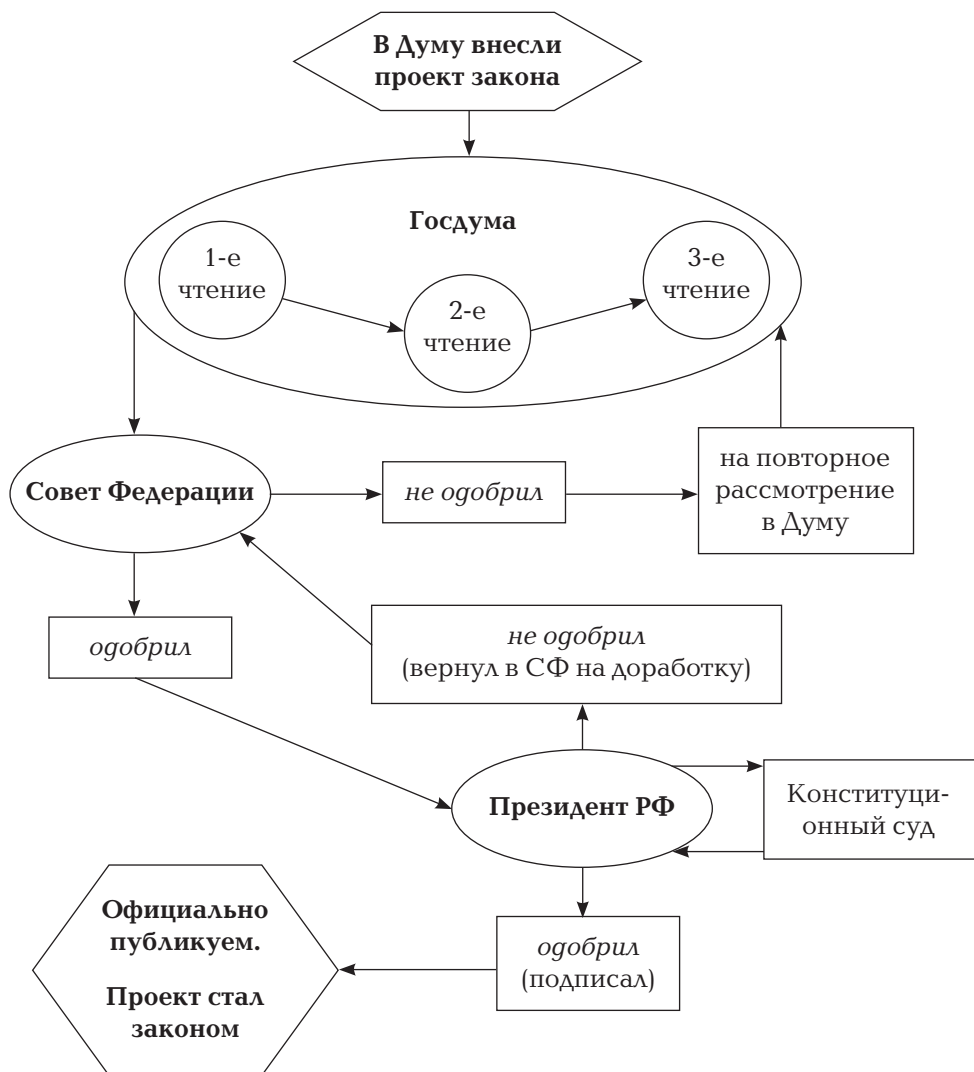 В Думу внесли
проект закона
Госдума
1-е
чтение
2-е
чтение
3-е
чтение
Совет Федерации
не одобрил
на повторное
рассмотрение
в Думу
одобрил
не одобрил
(вернул в СФ на доработку)
Президент РФ
Конституци-
онный суд
Официально
публикуем.
Проект стал
законом
одобрил
(подписал)